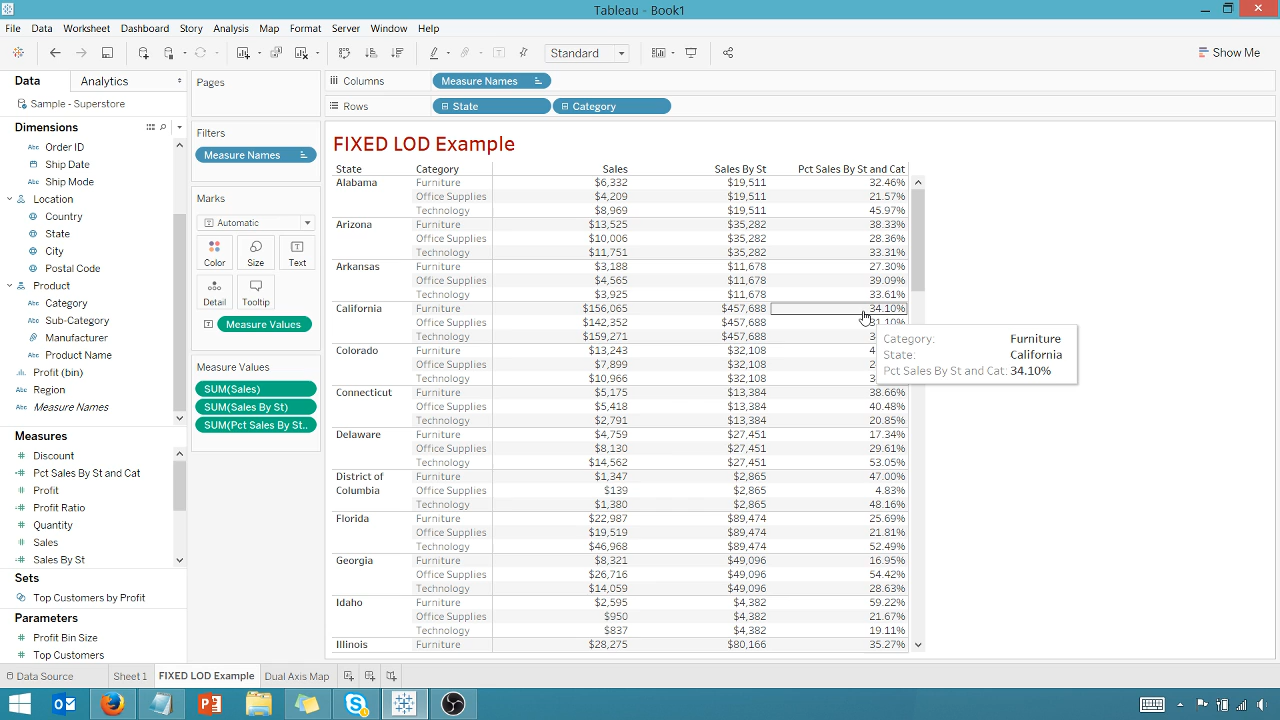 Tableau - Book1
File Data Worksheet Dashboard Story Analysis Map Format Server Window Help
Standard
Show Me
Data Analytics
Sample - Superstore
Dimensions
Order ID
Ship Date
Ship Mode
Location
Country
State
City
Postal Code
Product
Category
Sub-Category
Manufacturer
Product Name
Profit (bin)
Region
Measure Names
Measures
Discount
Pct Sales By St and Cat
Profit
Profit Ratio
Quantity
Sales
Sales By St
Sets
Top Customers by Profit
Parameters
Profit Bin Size
Top Customers
Pages
Filters
Measure Names
Marks
Automatic
Color Size Text
Detail Tooltip
Measure Values
Measure Values
SUM(Sales)
SUM(Sales By St)
SUM(Pct Sales By St..
Columns Measure Names
Rows State Category
FIXED LOD Example
State Category Sales Sales By St Pct Sales By St and Cat
Alabama Furniture $6,332 $19,511 32.46%
Office Supplies $4,209 $19,511 21.57%
Technology $8,969 $19,511 45.97%
Arizona Furniture $13,525 $35,282 38.33%
Office Supplies $10,006 $35,282 28.36%
Technology $11,751 $35,282 33.31%
Arkansas Furniture $3,188 $11,678 27.30%
Office Supplies $4,565 $11,678 39.09%
Technology $3,925 $11,678 33.61%
California Furniture $156,065 $457,688 34.10%
Office Supplies $142,352 $457,688 31.10%
Technology $159,271 $457,688
Colorado Furniture $13,243 $32,108
Office Supplies $7,899 $32,108
Technology $10,966 $32,108
Connecticut Furniture $5,175 $13,384 38.66%
Office Supplies $5,418 $13,384 40.48%
Technology $2,791 $13,384 20.85%
Delaware Furniture $4,759 $27,451 17.34%
Office Supplies $8,130 $27,451 29.61%
Technology $14,562 $27,451 53.05%
District of Furniture $1,347 $2,865 47.00%
Columbia Office Supplies $139 $2,865 4.83%
Technology $1,380 $2,865 48.16%
Florida Furniture $22,987 $89,474 25.69%
Office Supplies $19,519 $89,474 21.81%
Technology $46,968 $89,474 52.49%
Georgia Furniture $8,321 $49,096 16.95%
Office Supplies $26,716 $49,096 54.42%
Technology $14,059 $49,096 28.63%
Idaho Furniture $2,595 $4,382 59.22%
Office Supplies $950 $4,382 21.67%
Technology $837 $4,382 19.11%
Illinois Furniture $28,275 $80,166 35.27%
Category: Furniture
State: California
Pct Sales By St and Cat: 34.10%
Data Source Sheet 1 FIXED LOD Example Dual Axis Map